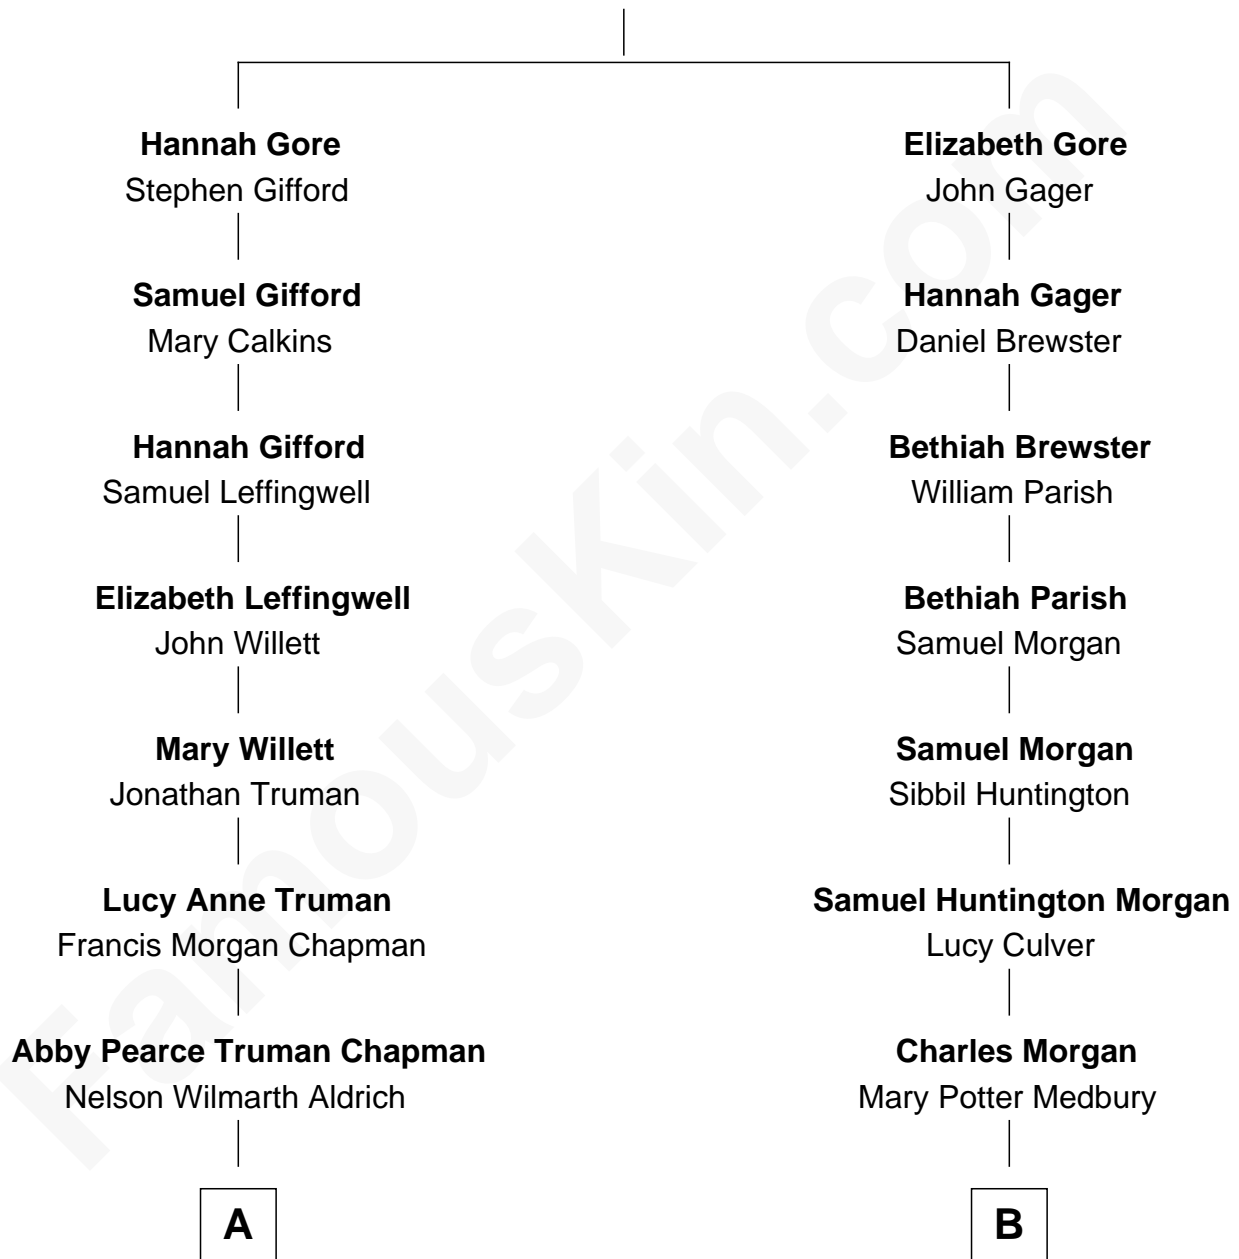 Hannah Gore
Stephen Gifford
Samuel Gifford
Mary Calkins
Hannah Gifford
Samuel Leffingwell
Elizabeth Leffingwell
John Willett
Mary Willett
Jonathan Truman
Lucy Anne Truman
Francis Morgan Chapman
Abby Pearce Truman Chapman
Nelson Wilmarth Aldrich
A
Elizabeth Gore
John Gager
Hannah Gager
Daniel Brewster
Bethiah Brewster
William Parish
Bethiah Parish
Samuel Morgan
Samuel Morgan
Sibbil Huntington
Samuel Huntington Morgan
Lucy Culver
Charles Morgan
Mary Potter Medbury
B
FamousKin.com